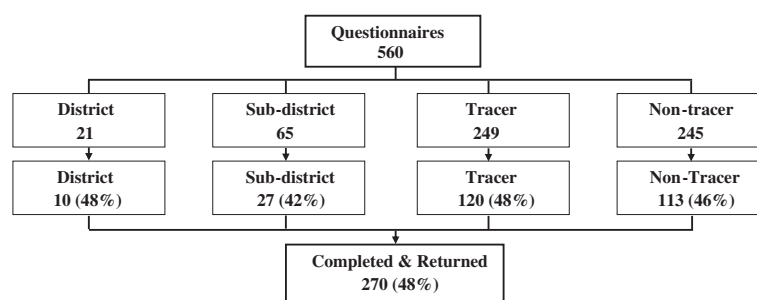 Questionnaires
560
District
21
Sub-district
65
Tracer
249
Non-tracer
245
District
10 (48%)
Sub-district
27 (42%)
Tracer
120 (48%)
Non-Tracer
113 (46%)
Completed & Returned
270 (48%)